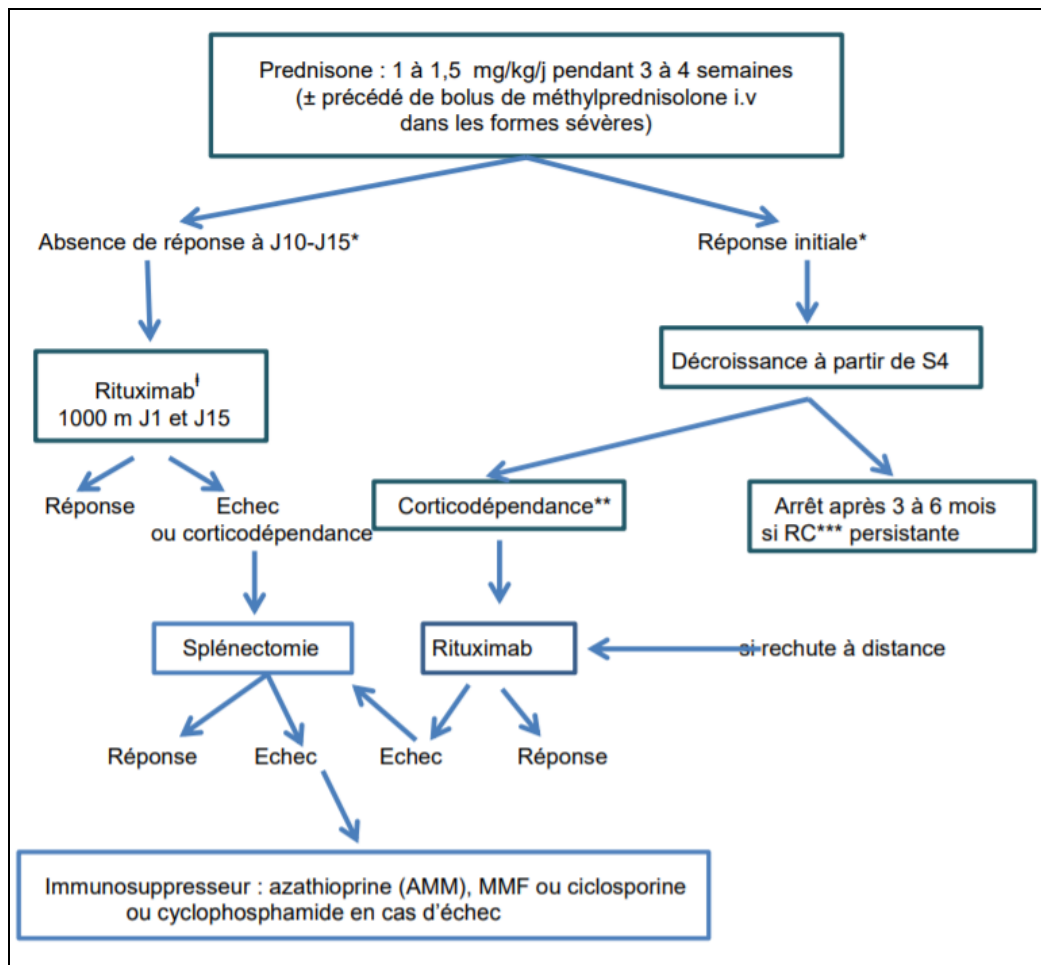 Prednisone : 1 à 1,5 mg/kg/j pendant 3 à 4 semaines
(± précédé de bolus de méthylprednisolone i.v
dans les formes sévères)
Absence de réponse à J10-J15*
Réponse initiale*
Rituximabƚ
1000 m J1 et J15
Décroissance à partir de S4
Réponse
Echec
ou corticodépendance
Corticodépendance**
Arrêt après 3 à 6 mois
si RC*** persistante
Splénectomie
Rituximab
si rechute à distance
Réponse
Echec
Echec
Réponse
Immunosuppresseur : azathioprine (AMM), MMF ou ciclosporine
ou cyclophosphamide en cas d’échec